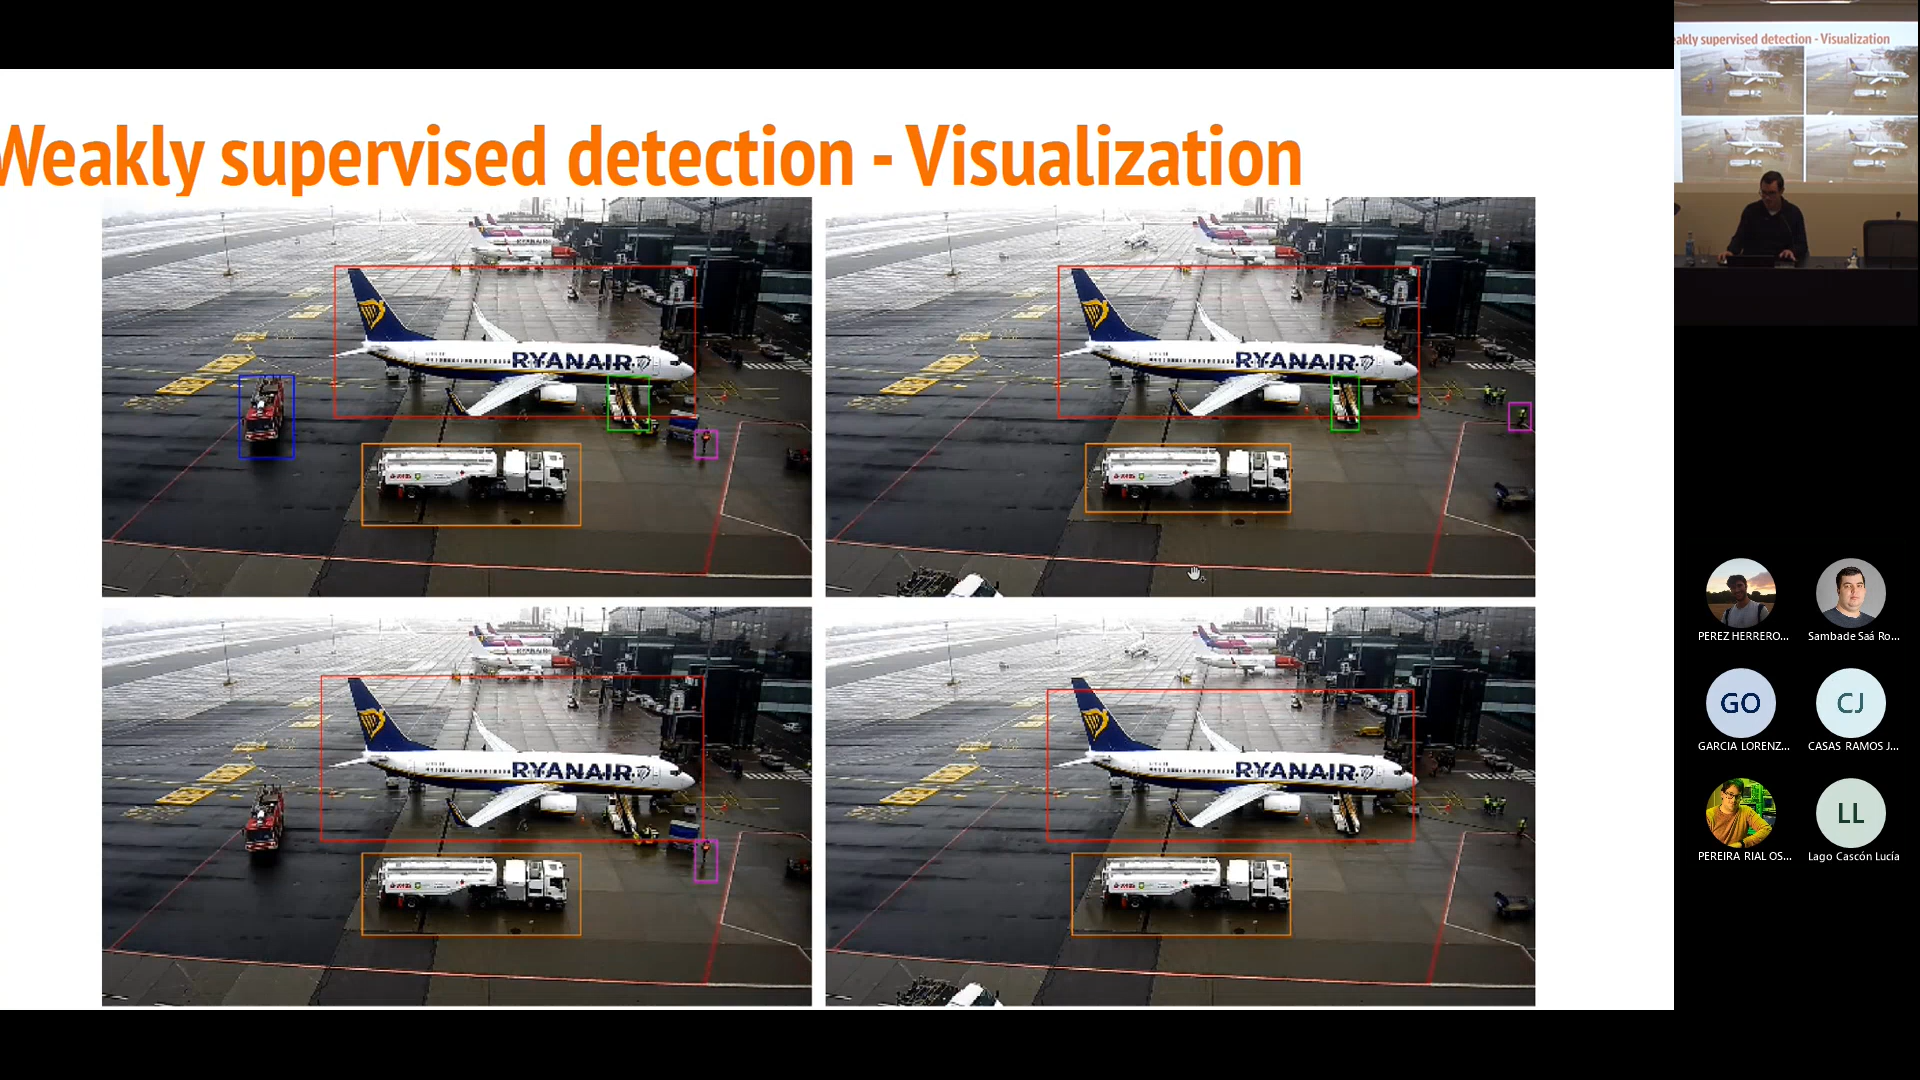 Weakly supervised detection - Visualization
eakly supervised detection - Visualization
RYANAIR
RYANAIR
RYANAIR
RYANAIR
PEREZ HERRERO...
Sambade Saá Ro...
GO
CJ
GARCIA LORENZ...
CASAS RAMOS J...
LL
PEREIRA RIAL OS...
Lago Cascón Lucía